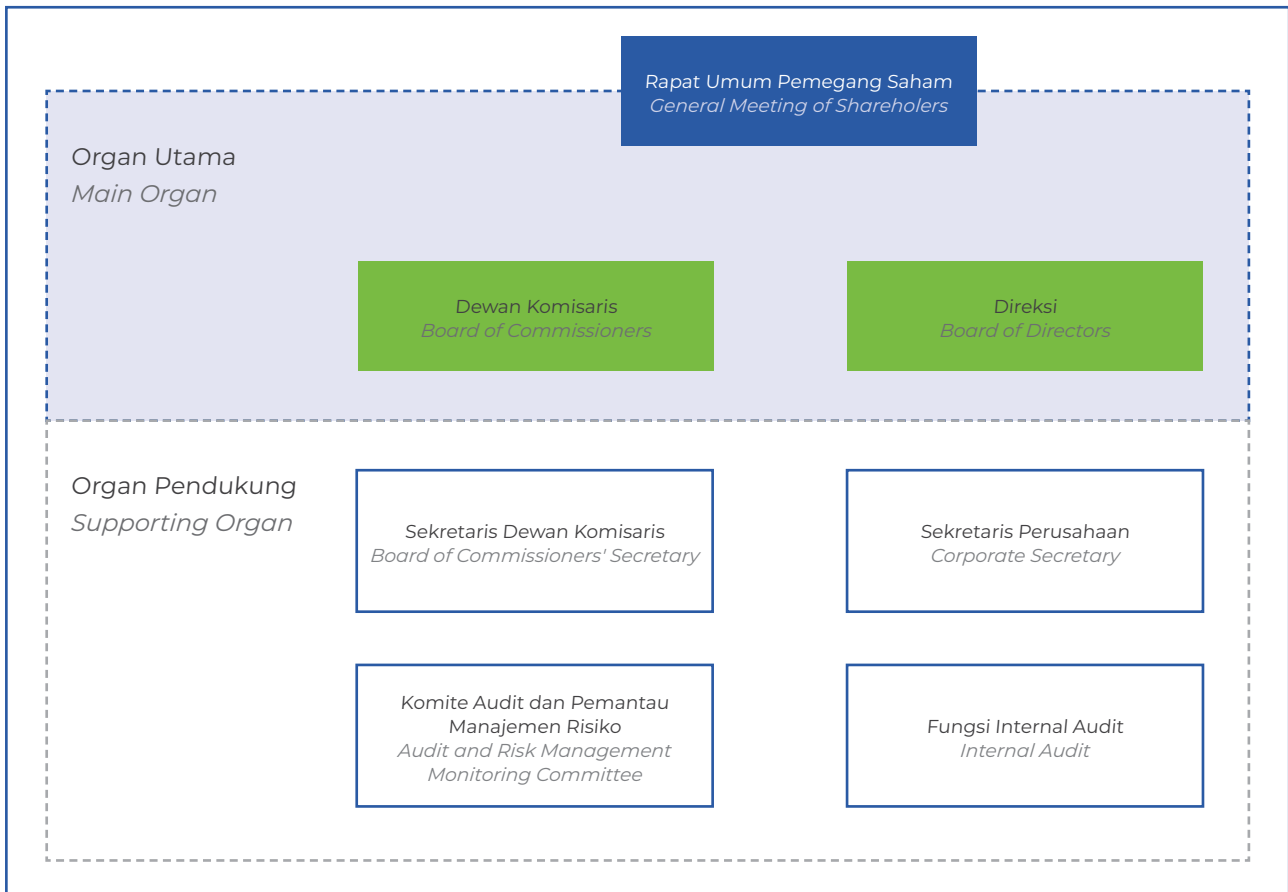 Rapat Umum Pemegang Saham
General Meeting of Shareholers
Organ Utama
Main Organ
Dewan Komisaris
Board of Commissioners
Direksi
Board of Directors
Organ Pendukung
Supporting Organ
Sekretaris Dewan Komisaris
Board of Commissioners' Secretary
Sekretaris Perusahaan
Corporate Secretary
Komite Audit dan Pemantau
Manajemen Risiko
Audit and Risk Management
Monitoring Committee
Fungsi Internal Audit
Internal Audit